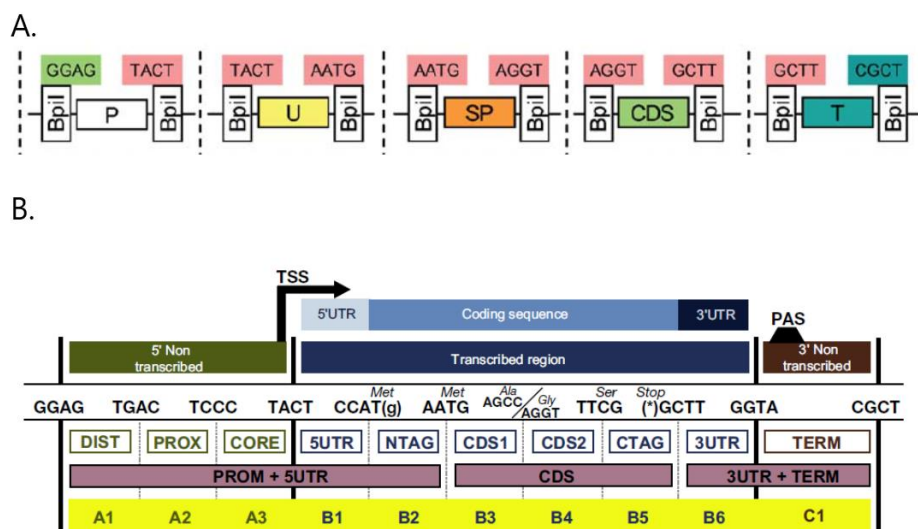 A.
GGAG TACT TACT AATG AATG AGGT AGGT GCTT GCTT CGCT
BpiI P BpiI BpiI U BpiI BpiI SP BpiI BpiI CDS BpiI BpiI T BpiI
B.
TSS
5'UTR Coding sequence 3'UTR
PAS
5' Non transcribed Transcribed region 3' Non transcribed
Met Met Ala Gly Ser Stop
GGAG TGAC TCCC TACT CCAT(g) AATG AGCC/AGGT TTCG (*)GCTT GGTA CGCT
DIST PROX CORE 5UTR NTAG CDS1 CDS2 CTAG 3UTR TERM
PROM + 5UTR CDS 3UTR + TERM
A1 A2 A3 B1 B2 B3 B4 B5 B6 C1